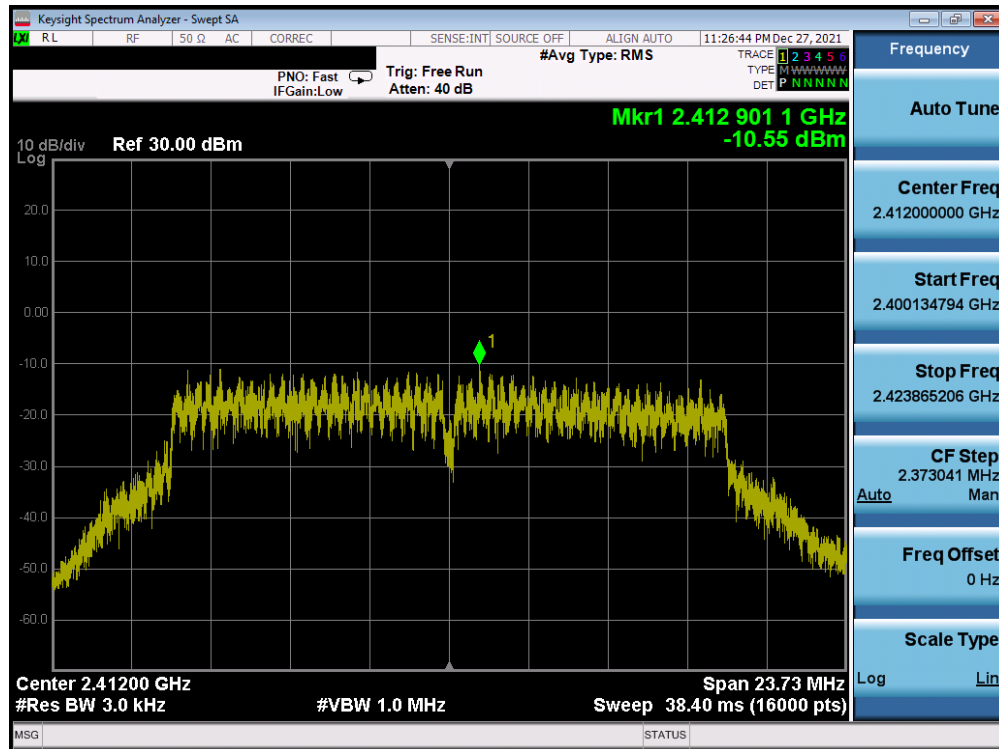 Keysight Spectrum Analyzer - Swept SA
LXI RL RF 50 Ω AC CORREC SENSE:INT SOURCE OFF ALIGN AUTO 11:26:44 PM Dec 27, 2021
#Avg Type: RMS
TRACE 1 2 3 4 5 6
TYPE M W W W W W
DET P N N N N N
PNO: Fast
IFGain:Low
Trig: Free Run
Atten: 40 dB
Mkr1 2.412 901 1 GHz
-10.55 dBm
10 dB/div
Log
Ref 30.00 dBm
20.0
10.0
0.00
-10.0
-20.0
-30.0
-40.0
-50.0
-60.0
1
Center 2.41200 GHz
Span 23.73 MHz
#Res BW 3.0 kHz
#VBW 1.0 MHz
Sweep 38.40 ms (16000 pts)
MSG
STATUS
Frequency
Auto Tune
Center Freq
2.412000000 GHz
Start Freq
2.400134794 GHz
Stop Freq
2.423865206 GHz
CF Step
2.373041 MHz
Auto Man
Freq Offset
0 Hz
Scale Type
Log Lin